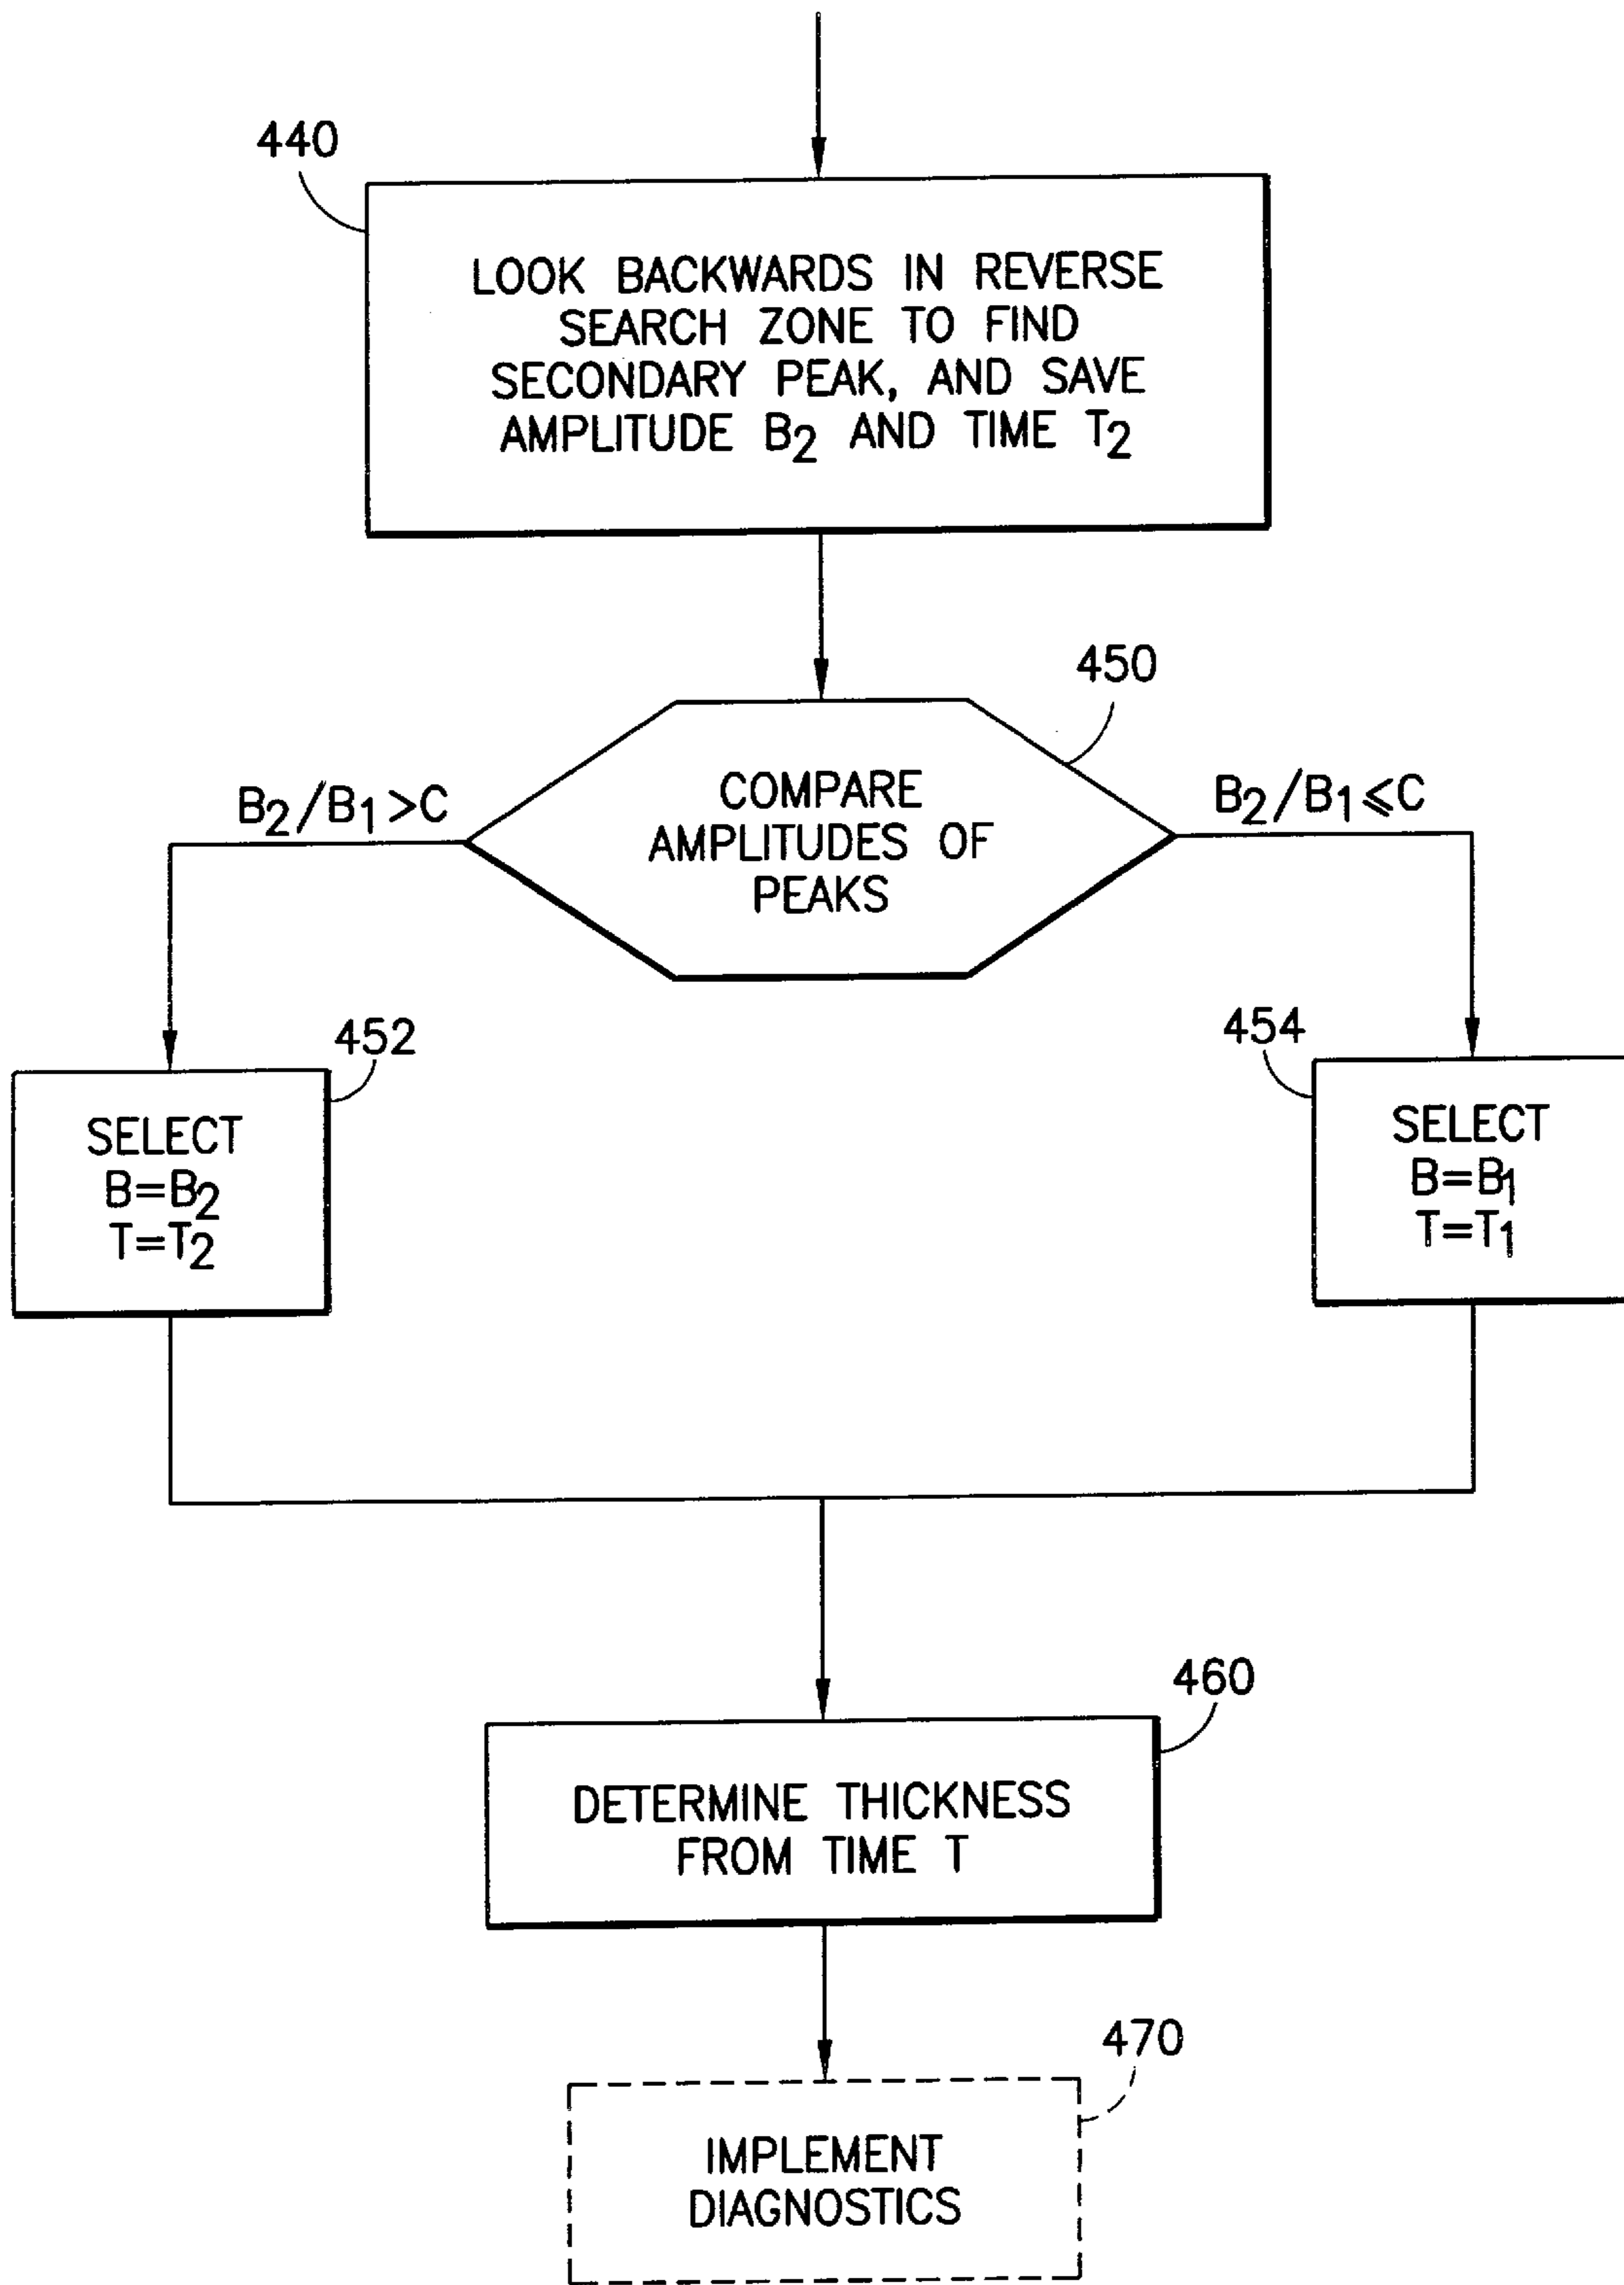 440
LOOK BACKWARDS IN REVERSE
SEARCH ZONE TO FIND
SECONDARY PEAK, AND SAVE
AMPLITUDE B2 AND TIME T2
450
COMPARE
AMPLITUDES OF
PEAKS
B2/B1>C
B2/B1⩽C
452
SELECT
B=B2
T=T2
454
SELECT
B=B1
T=T1
460
DETERMINE THICKNESS
FROM TIME T
470
IMPLEMENT
DIAGNOSTICS